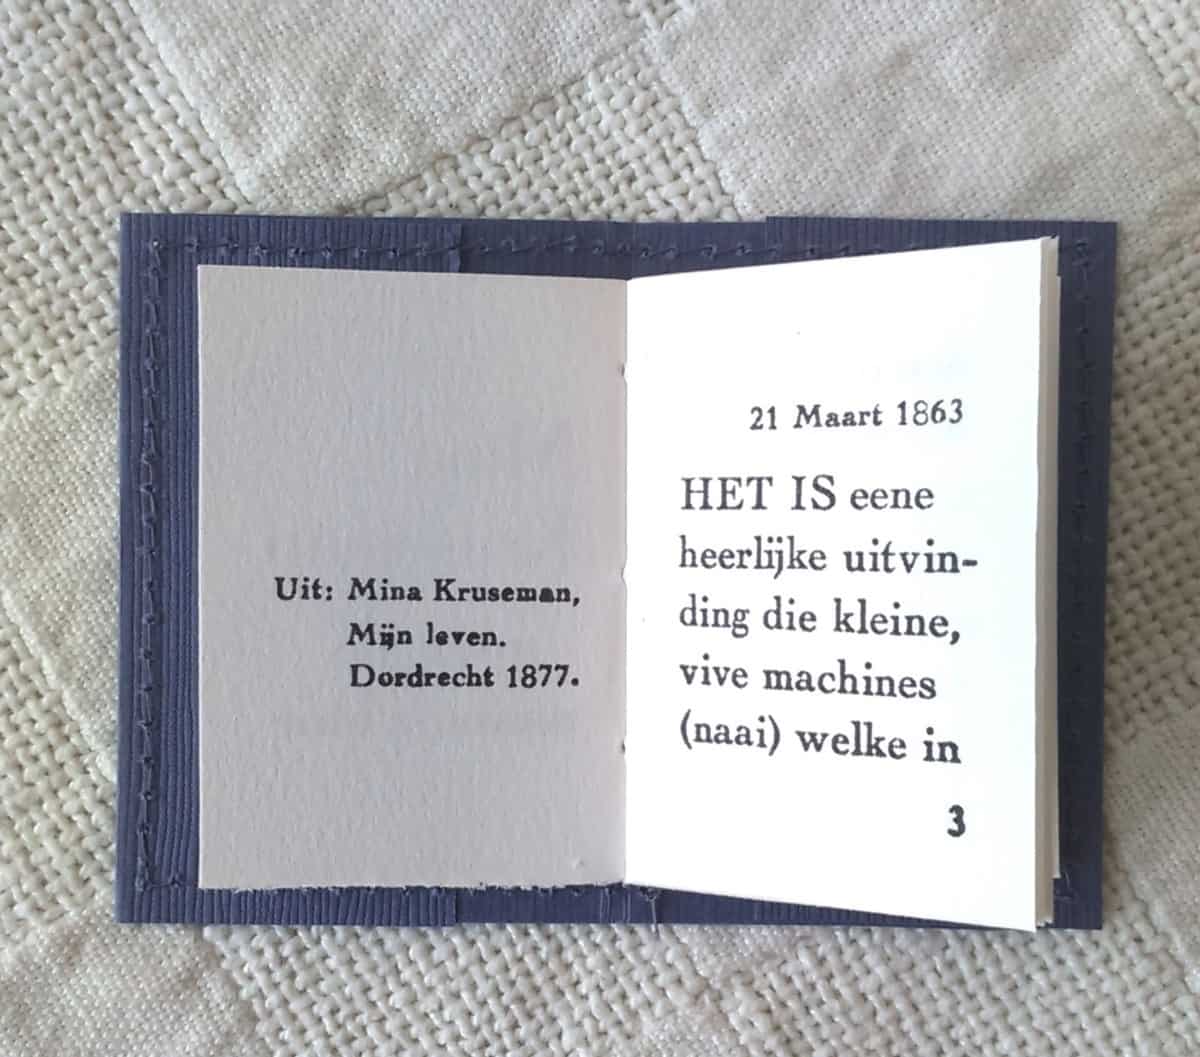 Uit: Mina Kruseman,
Mijn leven.
Dordrecht 1877.
21 Maart 1863
HET IS eene
heerlijke uitvin-
ding die kleine,
vive machines
(naai) welke in
3